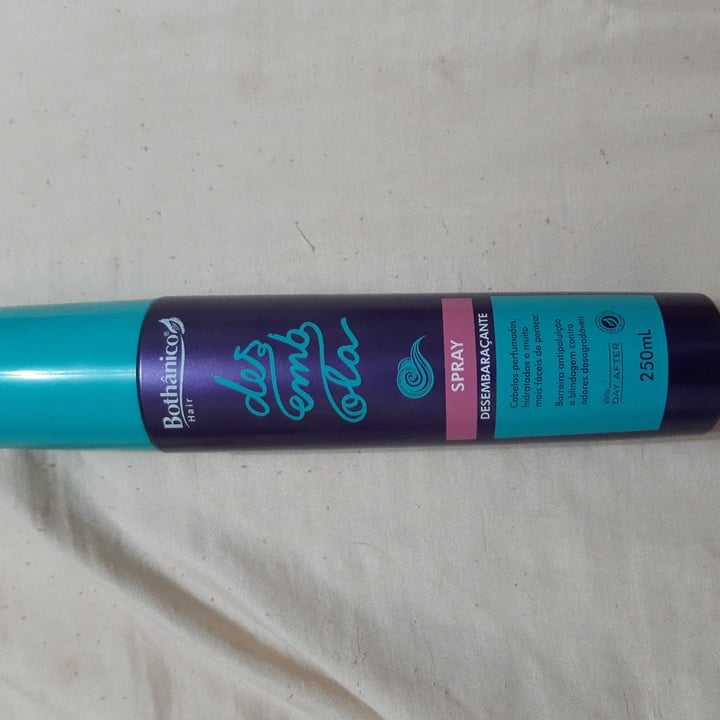 Bothânico
Hair
des
emb
ola
SPRAY
DESEMBARAÇANTE
Cabelos perfumados,
hidratados e muito
mais fáceis de pentear
Barreira antipoluição
e blindagem contra
odores desagradáveis
efeito
DAY AFTER
250mL